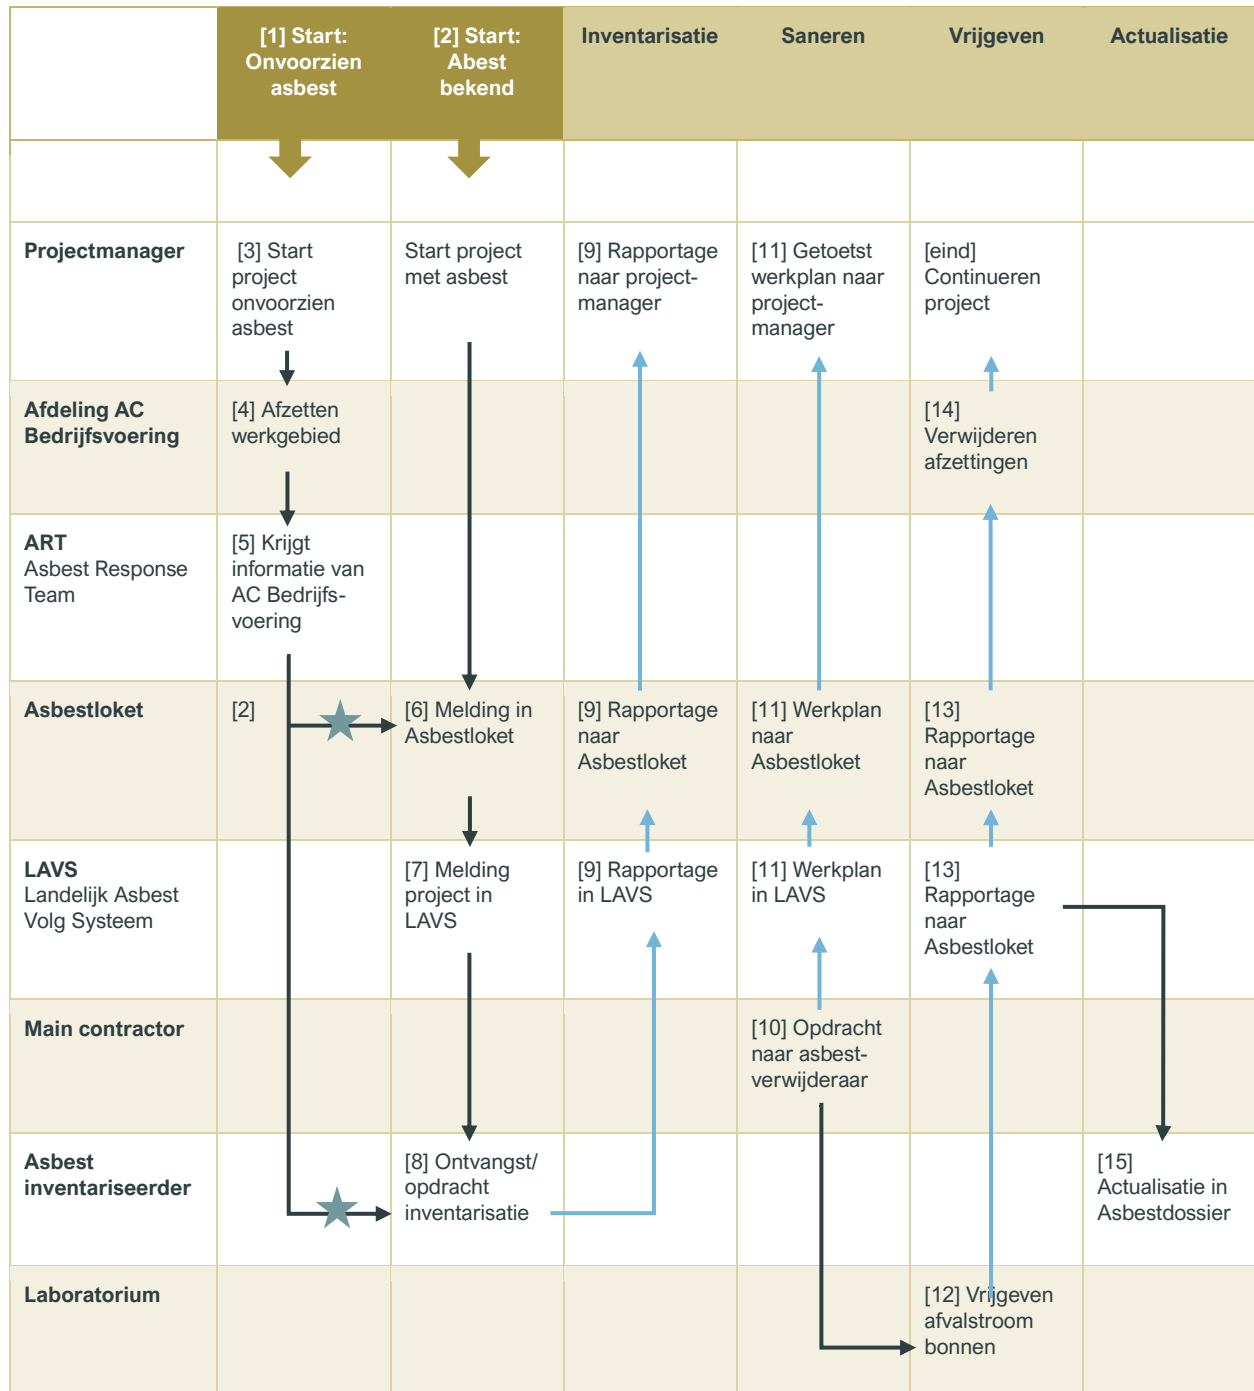 [1] Start:
Onvoorzien
asbest
[2] Start:
Abest
bekend
Inventarisatie
Saneren
Vrijgeven
Actualisatie
Projectmanager
[3] Start
project
onvoorzien
asbest
Start project
met asbest
[9] Rapportage
naar project-
manager
[11] Getoetst
werkplan naar
project-
manager
[eind]
Continueren
project
Afdeling AC
Bedrijfsvoering
[4] Afzetten
werkgebied
[14]
Verwijderen
afzettingen
ART
Asbest Response
Team
[5] Krijgt
informatie van
AC Bedrijfs-
voering
Asbestloket
[2]
[6] Melding in
Asbestloket
[9] Rapportage
naar
Asbestloket
[11] Werkplan
naar
Asbestloket
[13]
Rapportage
naar
Asbestloket
LAVS
Landelijk Asbest
Volg Systeem
[7] Melding
project in
LAVS
[9] Rapportage
in LAVS
[11] Werkplan
in LAVS
[13]
Rapportage
naar
Asbestloket
Main contractor
[10] Opdracht
naar asbest-
verwijderaar
Asbest
inventariseerder
[8] Ontvangst/
opdracht
inventarisatie
[15]
Actualisatie in
Asbestdossier
Laboratorium
[12] Vrijgeven
afvalstroom
bonnen